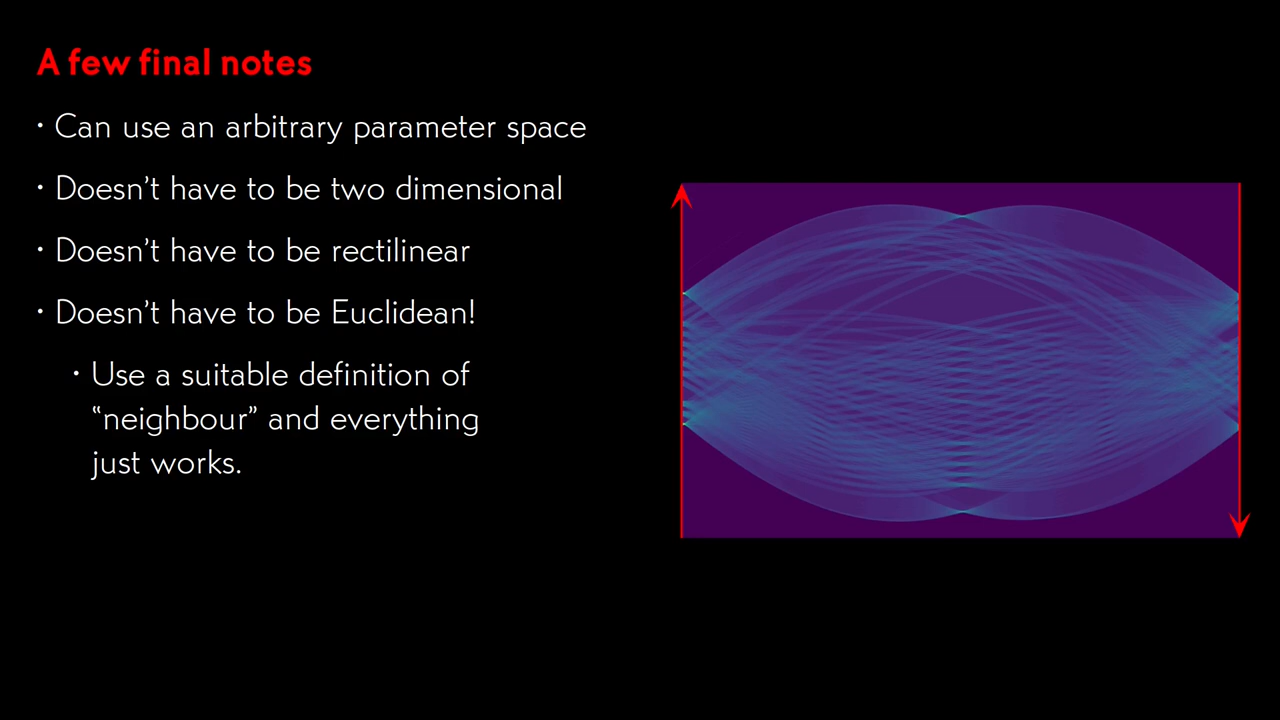 A few final notes
• Can use an arbitrary parameter space
• Doesn’t have to be two dimensional
• Doesn’t have to be rectilinear
• Doesn’t have to be Euclidean!
• Use a suitable definition of
“neighbour” and everything
just works.